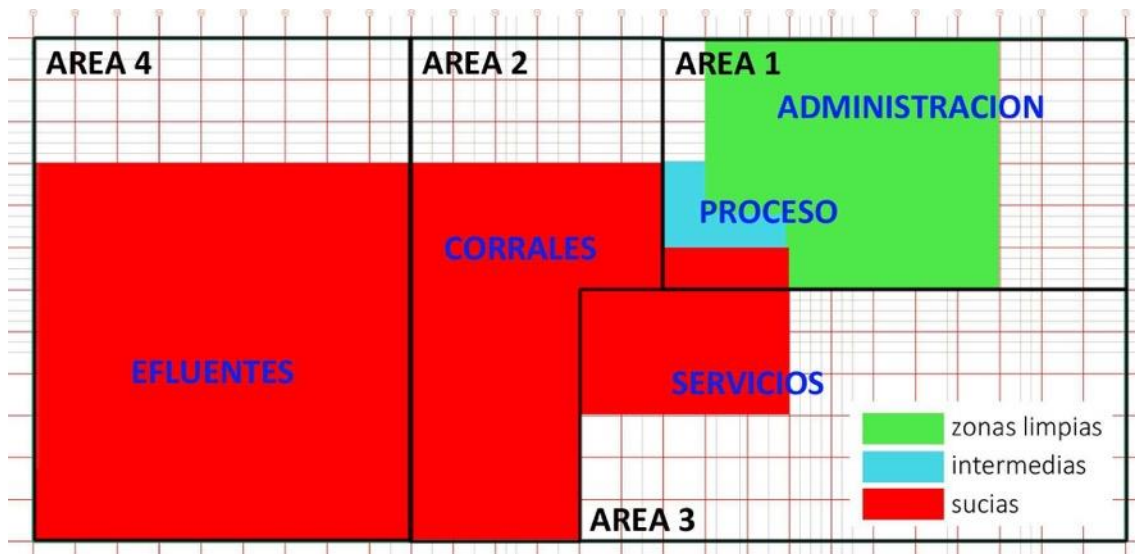 AREA 4
AREA 2
AREA 1
ADMINISTRACION
PROCESO
CORRALES
EFLUENTES
SERVICIOS
zonas limpias
intermedias
sucias
AREA 3